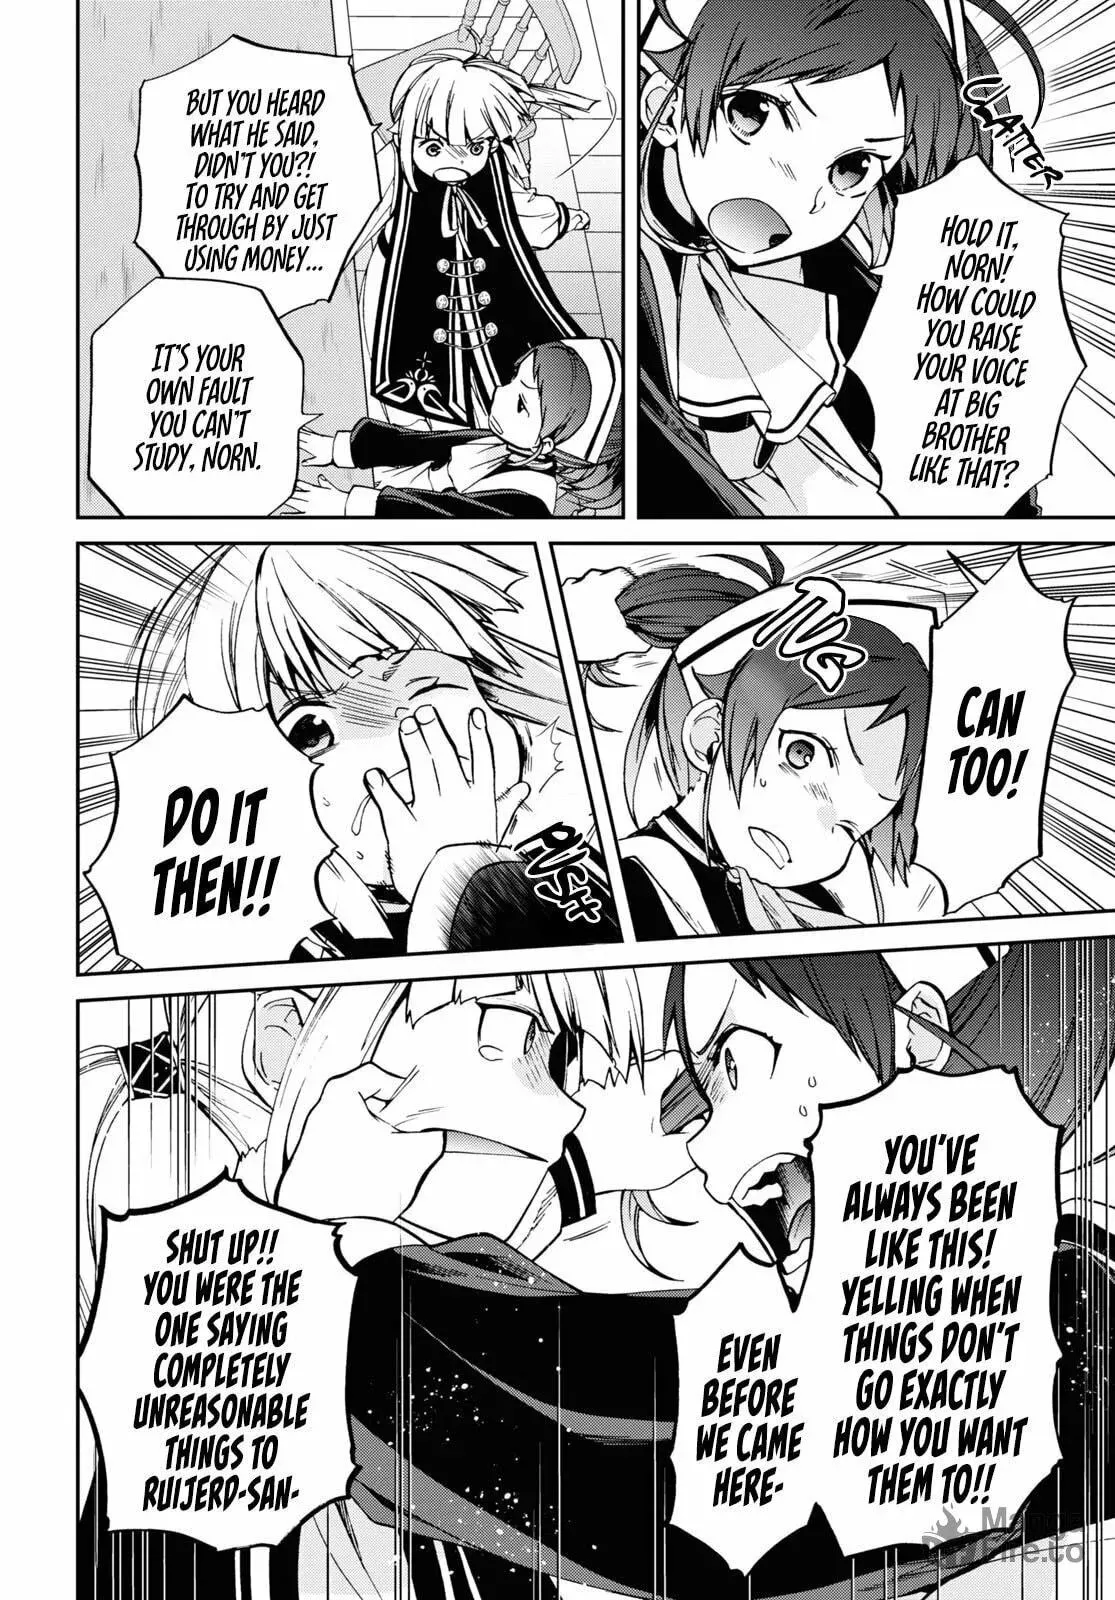 CLATTER
HOLD IT,
NORN!
HOW COULD
YOU RAISE
YOUR VOICE
AT BIG
BROTHER
LIKE THAT?
BUT YOU HEARD
WHAT HE SAID,
DIDN'T YOU?!
TO TRY AND GET
THROUGH BY JUST
USING MONEY...
IT'S YOUR
OWN FAULT
YOU CAN'T
STUDY, NORN.
CAN
TOO!
TUG
DO IT
THEN!!
PUSH
YOU'VE
ALWAYS BEEN
LIKE THIS!
YELLING WHEN
THINGS DON'T
GO EXACTLY
HOW YOU WANT
THEM TO!!
EVEN
BEFORE
WE CAME
HERE-
SHUT UP!!
YOU WERE THE
ONE SAYING
COMPLETELY
UNREASONABLE
THINGS TO
RUIJERD-SAN-
Manga
Fire.to